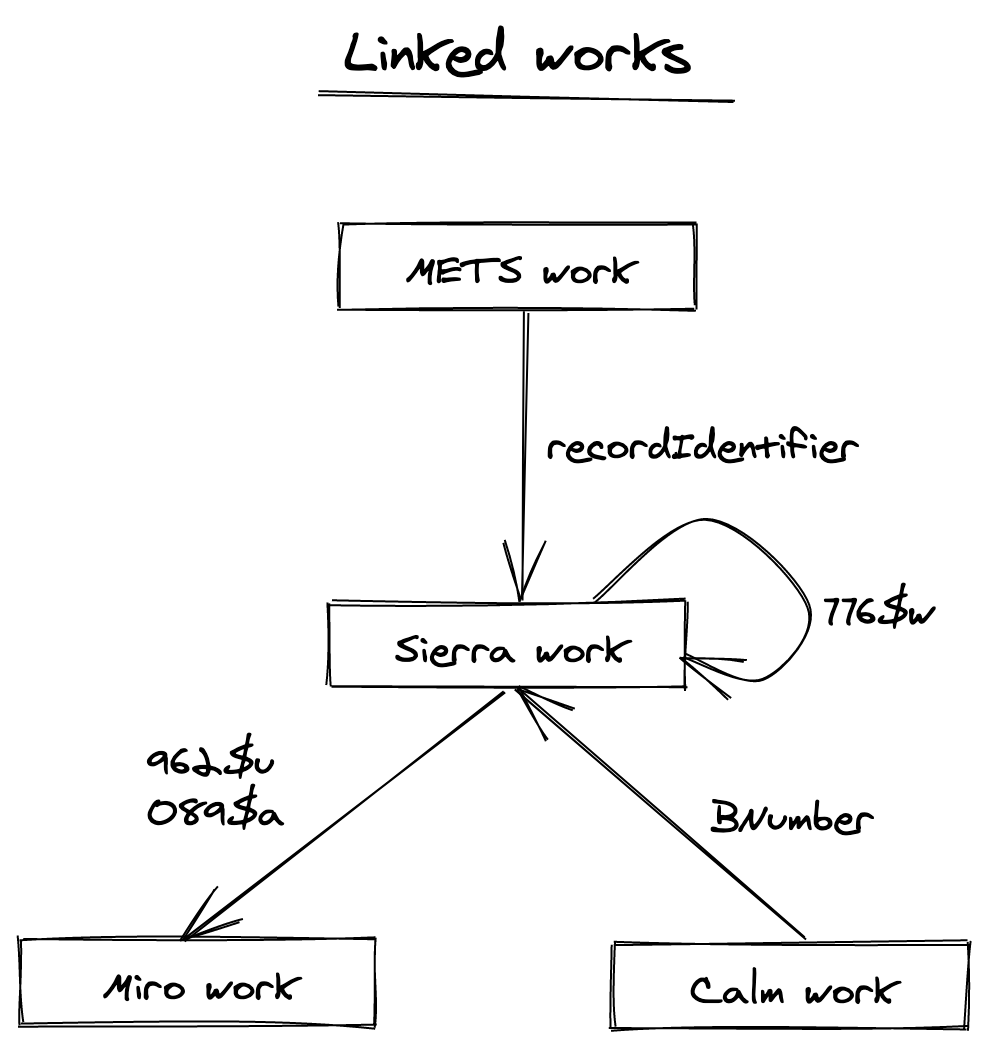 Linked works
METS work
recordIdentifier
776$w
Sierra work
962$u
089$a
BNumber
Miro work
Calm work